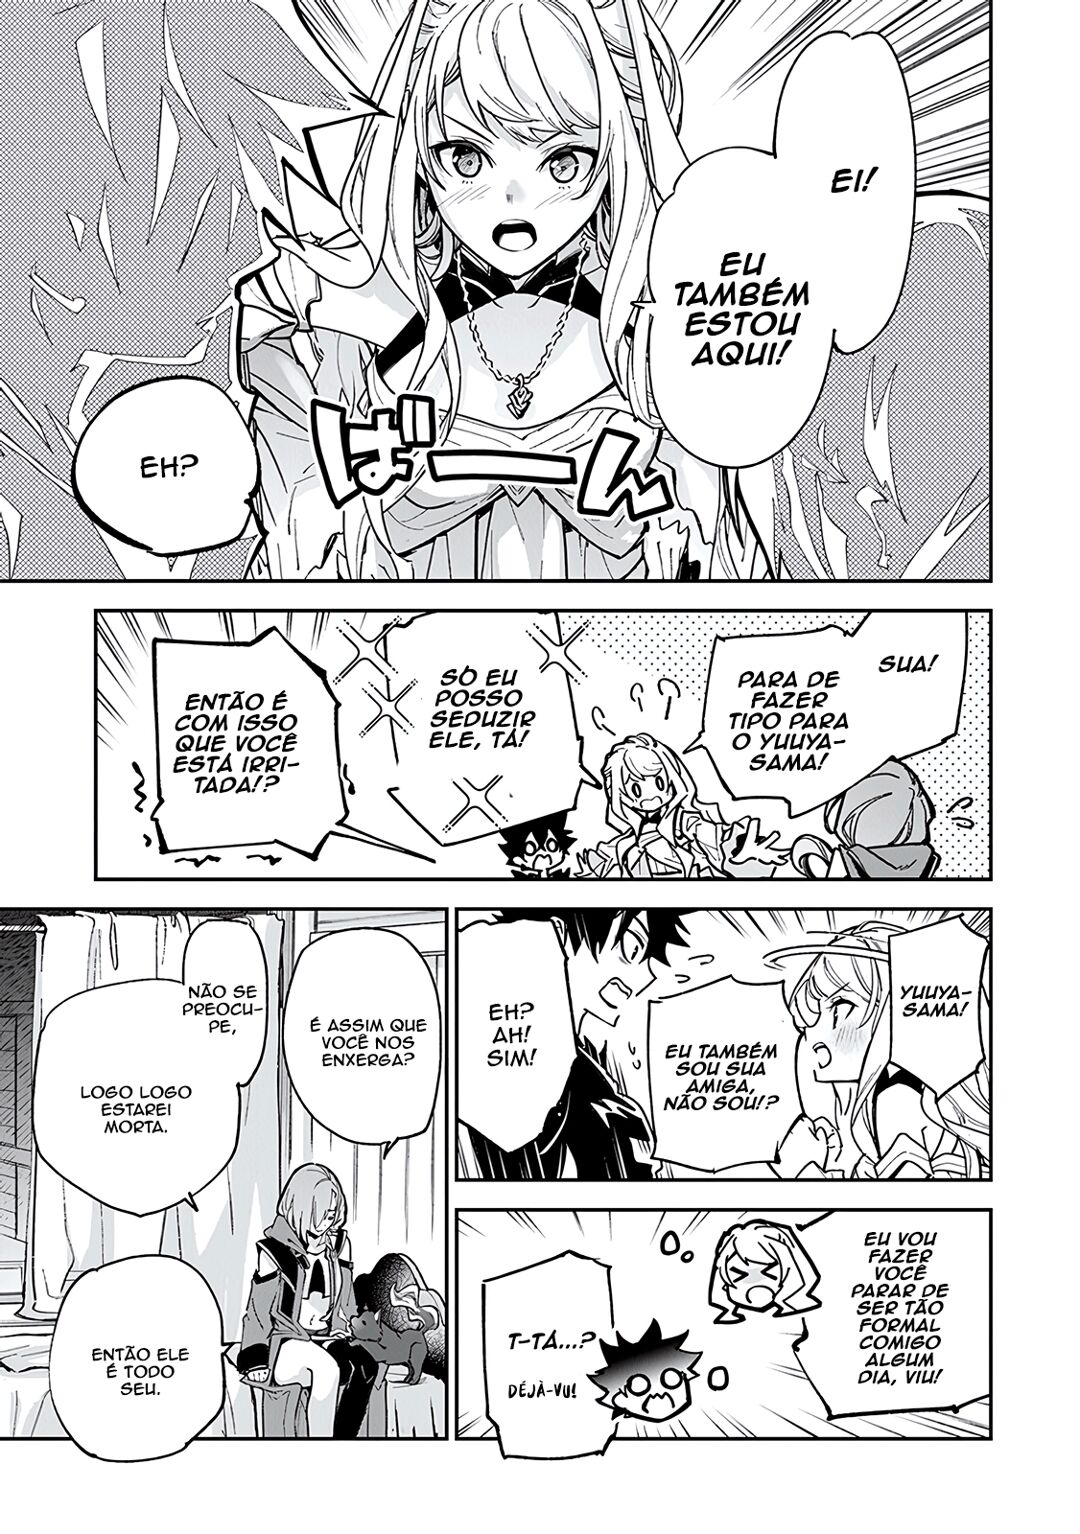 EI!
EU
TAMBÉM
ESTOU
AQUI!
EH?
ばーん
SUA!
PARA DE
FAZER
TIPO PARA
O YUUYA-
SAMA!
SÓ EU
POSSO
SEDUZIR
ELE, TÁ!
ENTÃO É
COM ISSO
QUE VOCÊ
ESTÁ IRRI-
TADA!?
YUUYA-
SAMA!
EU TAMBÉM
SOU SUA
AMIGA,
NÃO SOU!?
EH?
AH!
SIM!
EU VOU
FAZER
VOCÊ
PARAR DE
SER TÃO
FORMAL
COMIGO
ALGUM
DIA, VIU!
T-TÁ...?
DÉJÀ-VU!
É ASSIM QUE
VOCÊ NOS
ENXERGA?
NÃO SE
PREOCU-
PE,
LOGO LOGO
ESTAREI
MORTA.
ENTÃO ELE
É TODO
SEU.